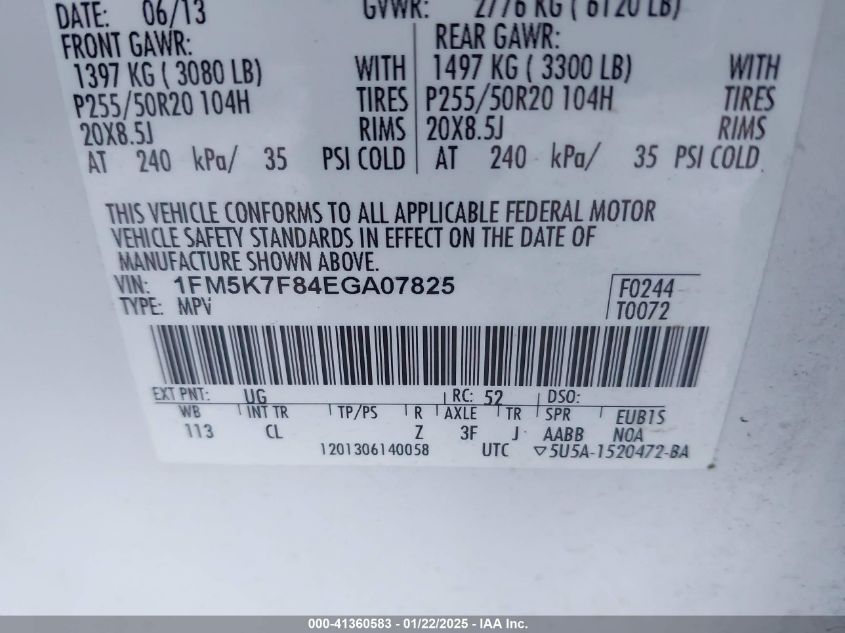 DATE: 06/13 GVWR: 2776 KG ( 6120 LB)
FRONT GAWR: REAR GAWR:
1397 KG ( 3080 LB) WITH 1497 KG ( 3300 LB) WITH
P255/50R20 104H TIRES P255/50R20 104H TIRES
20X8.5J RIMS 20X8.5J RIMS
AT 240 kPa/ 35 PSI COLD AT 240 kPa/ 35 PSI COLD
THIS VEHICLE CONFORMS TO ALL APPLICABLE FEDERAL MOTOR
VEHICLE SAFETY STANDARDS IN EFFECT ON THE DATE OF
MANUFACTURE SHOWN ABOVE.
VIN: 1FM5K7F84EGA07825 F0244
TYPE: MPV T0072
EXT PNT: UG RC: 52 DSO:
WB INT TR TP/PS R AXLE TR SPR EUB1S
113 CL Z 3F J AABB NOA
1201306140058 UTC ▽5U5A-1520472-BA
000-41360583 - 01/22/2025 - IAA Inc.